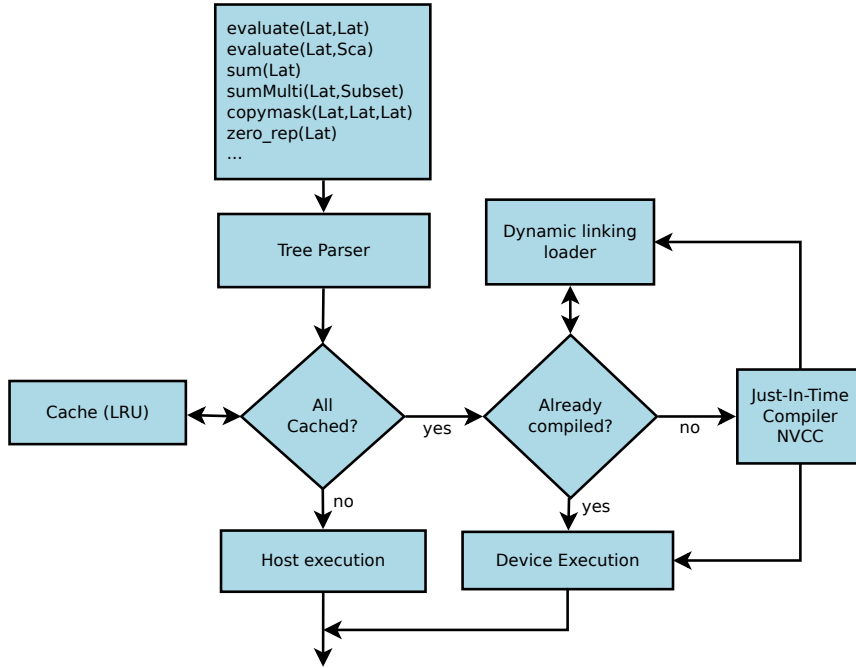 evaluate(Lat,Lat)
evaluate(Lat,Sca)
sum(Lat)
sumMulti(Lat,Subset)
copymask(Lat,Lat,Lat)
zero_rep(Lat)
...
Tree Parser
Dynamic linking
loader
Cache (LRU)
All
Cached?
yes
Already
compiled?
no
Just-In-Time
Compiler
NVCC
no
yes
Host execution
Device Execution